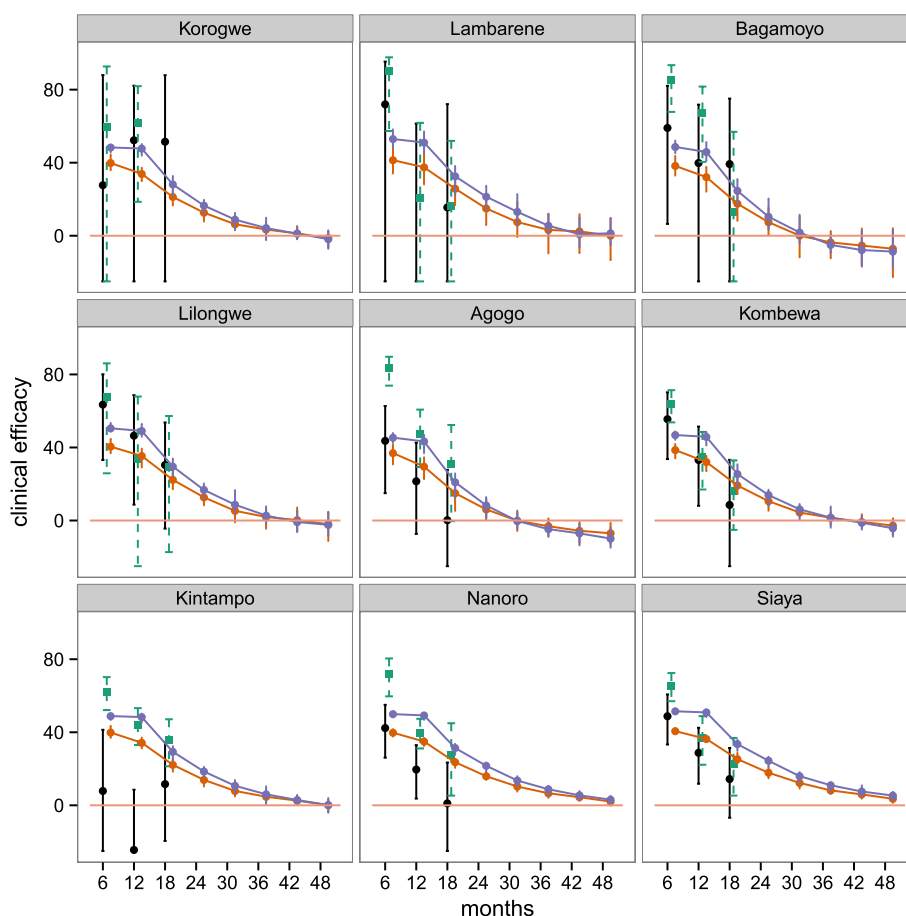 Korogwe Lambarene Bagamoyo
80
40
0
Lilongwe Agogo Kombewa
80
40
0
clinical efficacy
Kintampo Nanoro Siaya
80
40
0
6 12 18 24 30 36 42 48 6 12 18 24 30 36 42 48 6 12 18 24 30 36 42 48
months